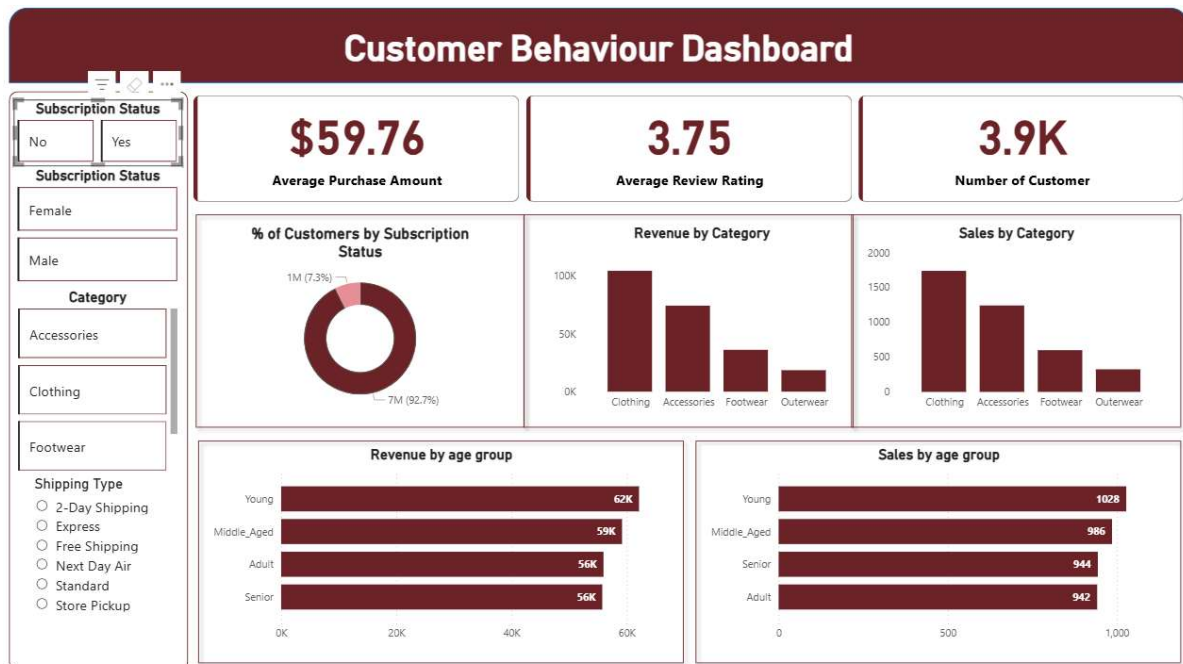 Customer Behaviour Dashboard
Subscription Status
No
Yes
Subscription Status
Female
Male
Category
Accessories
Clothing
Footwear
Shipping Type
2-Day Shipping
Express
Free Shipping
Next Day Air
Standard
Store Pickup
$59.76
Average Purchase Amount
3.75
Average Review Rating
3.9K
Number of Customer
% of Customers by Subscription
Status
1M (7.3%)
7M (92.7%)
Revenue by Category
100K
50K
0K
Clothing Accessories Footwear Outerwear
Sales by Category
2000
1500
1000
500
0
Clothing Accessories Footwear Outerwear
Revenue by age group
Young 62K
Middle_Aged 59K
Adult 56K
Senior 56K
0K 20K 40K 60K
Sales by age group
Young 1028
Middle_Aged 986
Senior 944
Adult 942
0 500 1,000